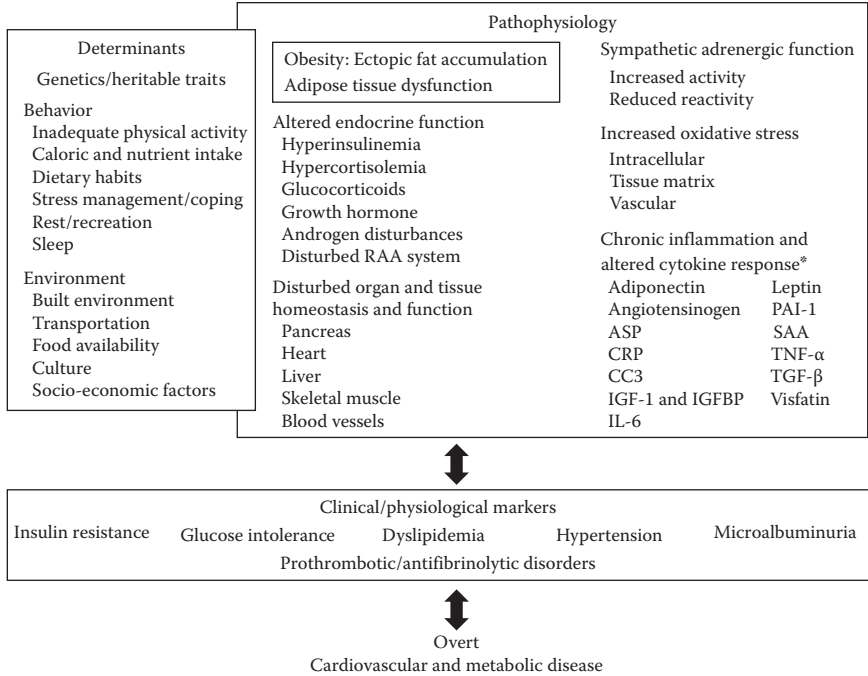 Determinants
Genetics/heritable traits
Behavior
Inadequate physical activity
Caloric and nutrient intake
Dietary habits
Stress management/coping
Rest/recreation
Sleep
Environment
Built environment
Transportation
Food availability
Culture
Socio-economic factors
Pathophysiology
Obesity: Ectopic fat accumulation
Adipose tissue dysfunction
Altered endocrine function
Hyperinsulinemia
Hypercortisolemia
Glucocorticoids
Growth hormone
Androgen disturbances
Disturbed RAA system
Disturbed organ and tissue
homeostasis and function
Pancreas
Heart
Liver
Skeletal muscle
Blood vessels
Sympathetic adrenergic function
Increased activity
Reduced reactivity
Increased oxidative stress
Intracellular
Tissue matrix
Vascular
Chronic inflammation and
altered cytokine response*
Adiponectin Leptin
Angiotensinogen PAI-1
ASP SAA
CRP TNF-α
CC3 TGF-β
IGF-1 and IGFBP Visfatin
IL-6
Clinical/physiological markers
Insulin resistance Glucose intolerance Dyslipidemia Hypertension Microalbuminuria
Prothrombotic/antifibrinolytic disorders
Overt
Cardiovascular and metabolic disease